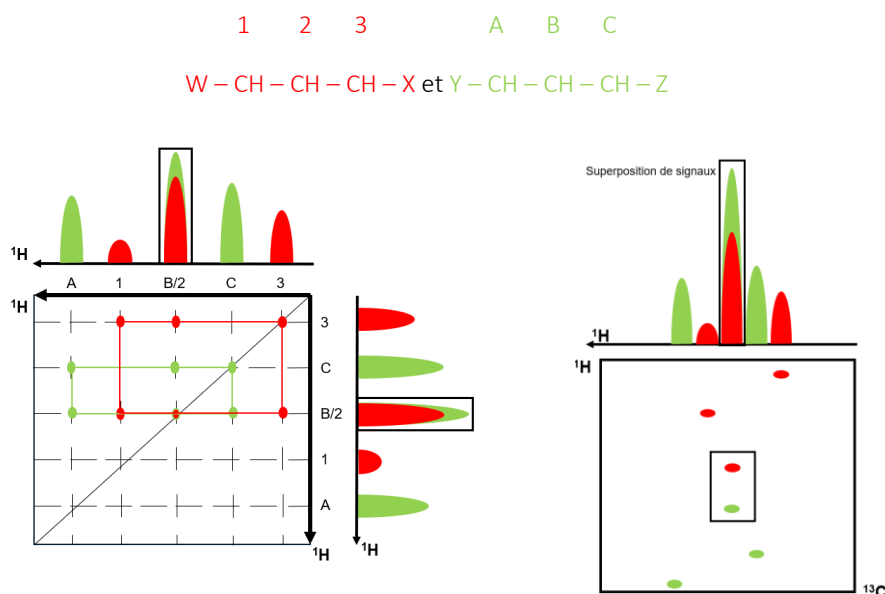 1 2 3 A B C
W – CH – CH – CH – X et Y – CH – CH – CH – Z
¹H
A 1 B/2 C 3
¹H
3
C
B/2
1
A
¹H
¹H
Superposition de signaux
¹H
¹H
¹³C